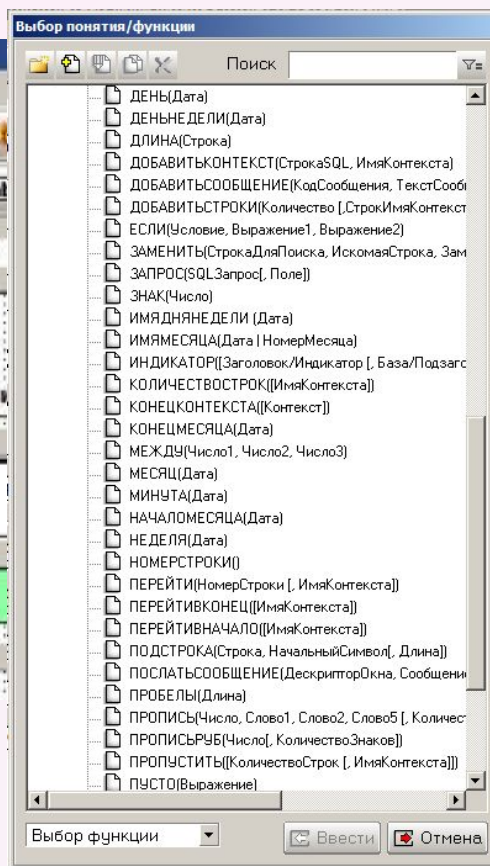 Выбор понятия/функции
Поиск
ДЕНЬ(Дата)
ДЕНЬНЕДЕЛИ(Дата)
ДЛИНА(Строка)
ДОБАВИТЬКОНТЕКСТ(СтрокаSQL, ИмяКонтекста)
ДОБАВИТЬСООБЩЕНИЕ(КодСообщения, ТекстСооб
ДОБАВИТЬСТРОКИ(Количество [,СтрокИмяКонтекст
ЕСЛИ(Условие, Выражение1, Выражение2)
ЗАМЕНИТЬ(СтрокаДляПоиска, ИскомаяСтрока, Зам
ЗАПРОС(SQLЗапрос[, Поле])
ЗНАК(Число)
ИМЯДНЯНЕДЕЛИ (Дата)
ИМЯМЕСЯЦА(Дата | НомерМесяца)
ИНДИКАТОР([Заголовок/Индикатор [, База/Подзаго
КОЛИЧЕСТВОСТРОК([ИмяКонтекста])
КОНЕЦКОНТЕКСТА([Контекст])
КОНЕЦМЕСЯЦА(Дата)
МЕЖДУ(Число1, Число2, Число3)
МЕСЯЦ(Дата)
МИНУТА(Дата)
НАЧАЛОМЕСЯЦА(Дата)
НЕДЕЛЯ(Дата)
НОМЕРСТРОКИ()
ПЕРЕЙТИ(НомерСтроки [, ИмяКонтекста])
ПЕРЕЙТИВКОНЕЦ([ИмяКонтекста])
ПЕРЕЙТИВНАЧАЛО([ИмяКонтекста])
ПОДСТРОКА(Строка, НачальныйСимвол[, Длина])
ПОСЛАТЬСООБЩЕНИЕ(ДескрипторОкна, Сообщени
ПРОБЕЛЫ(Длина)
ПРОПИСЬ(Число, Слово1, Слово2, Слово5 [, Количес
ПРОПИСЬРУБ(Число[, КоличествоЗнаков])
ПРОПУСТИТЬ([КоличествоСтрок [, ИмяКонтекста]])
ПУСТО(Выражение)
Выбор функции
Ввести
Отмена